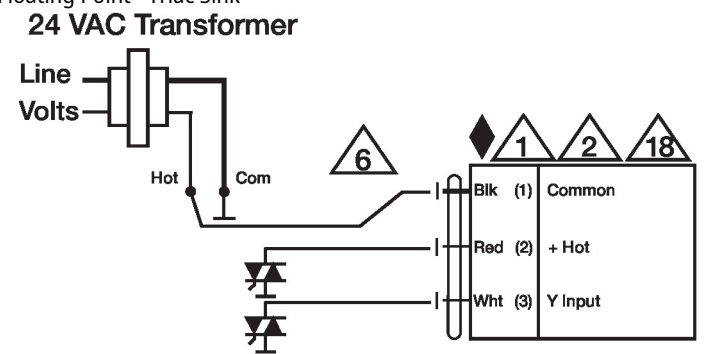 Floating Point - Triac Sink
24 VAC Transformer
Line
Volts
Hot
Com
6
1
2
18
Blk (1) Common
Red (2) + Hot
Wht (3) Y Input